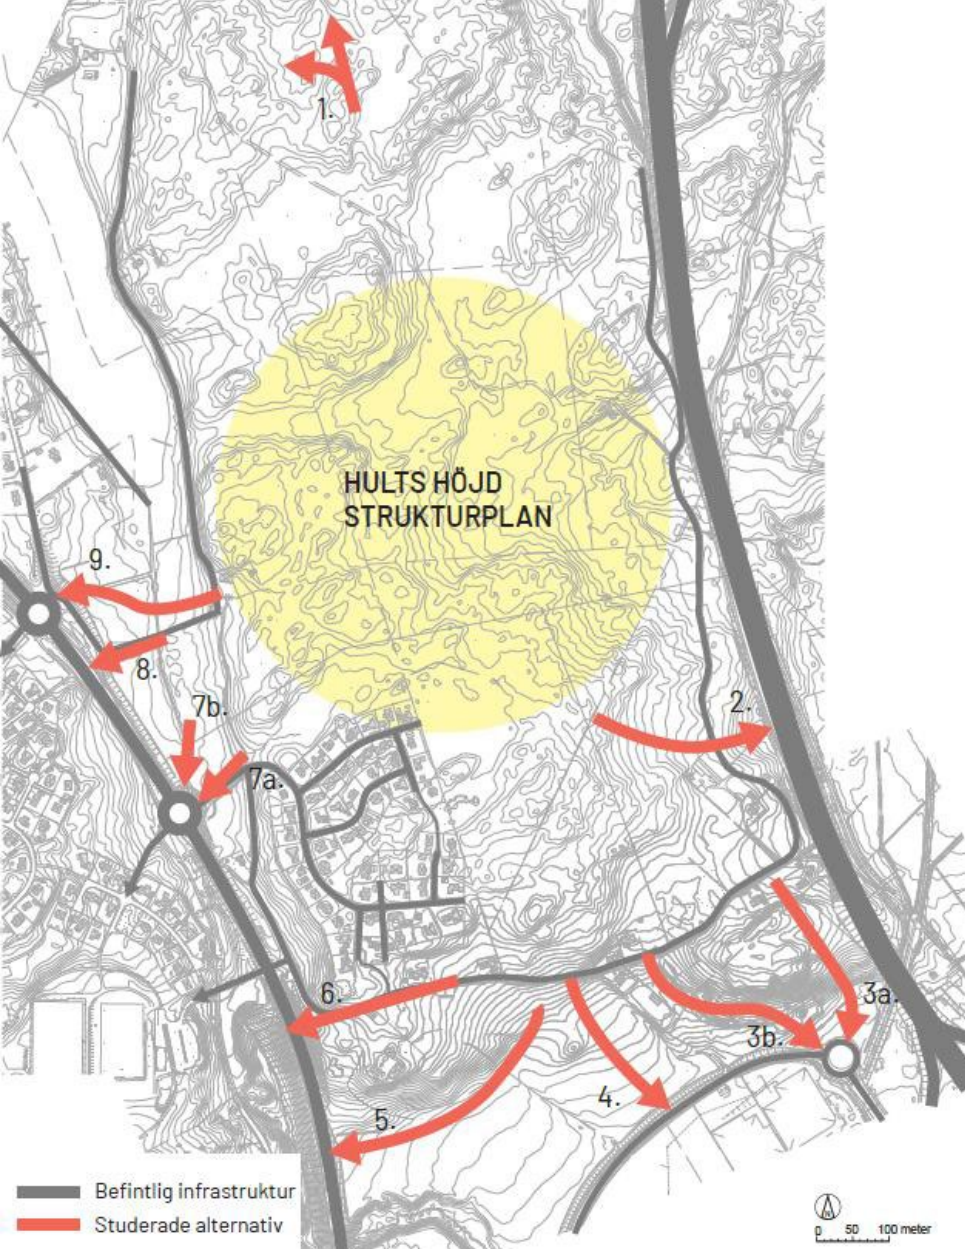 1.
HULTS HÖJD
STRUKTURPLAN
9.
8.
7b.
2.
7a.
6.
3a.
3b.
4.
5.
Befintlig infrastruktur
Studerade alternativ
N
0 50 100 meter